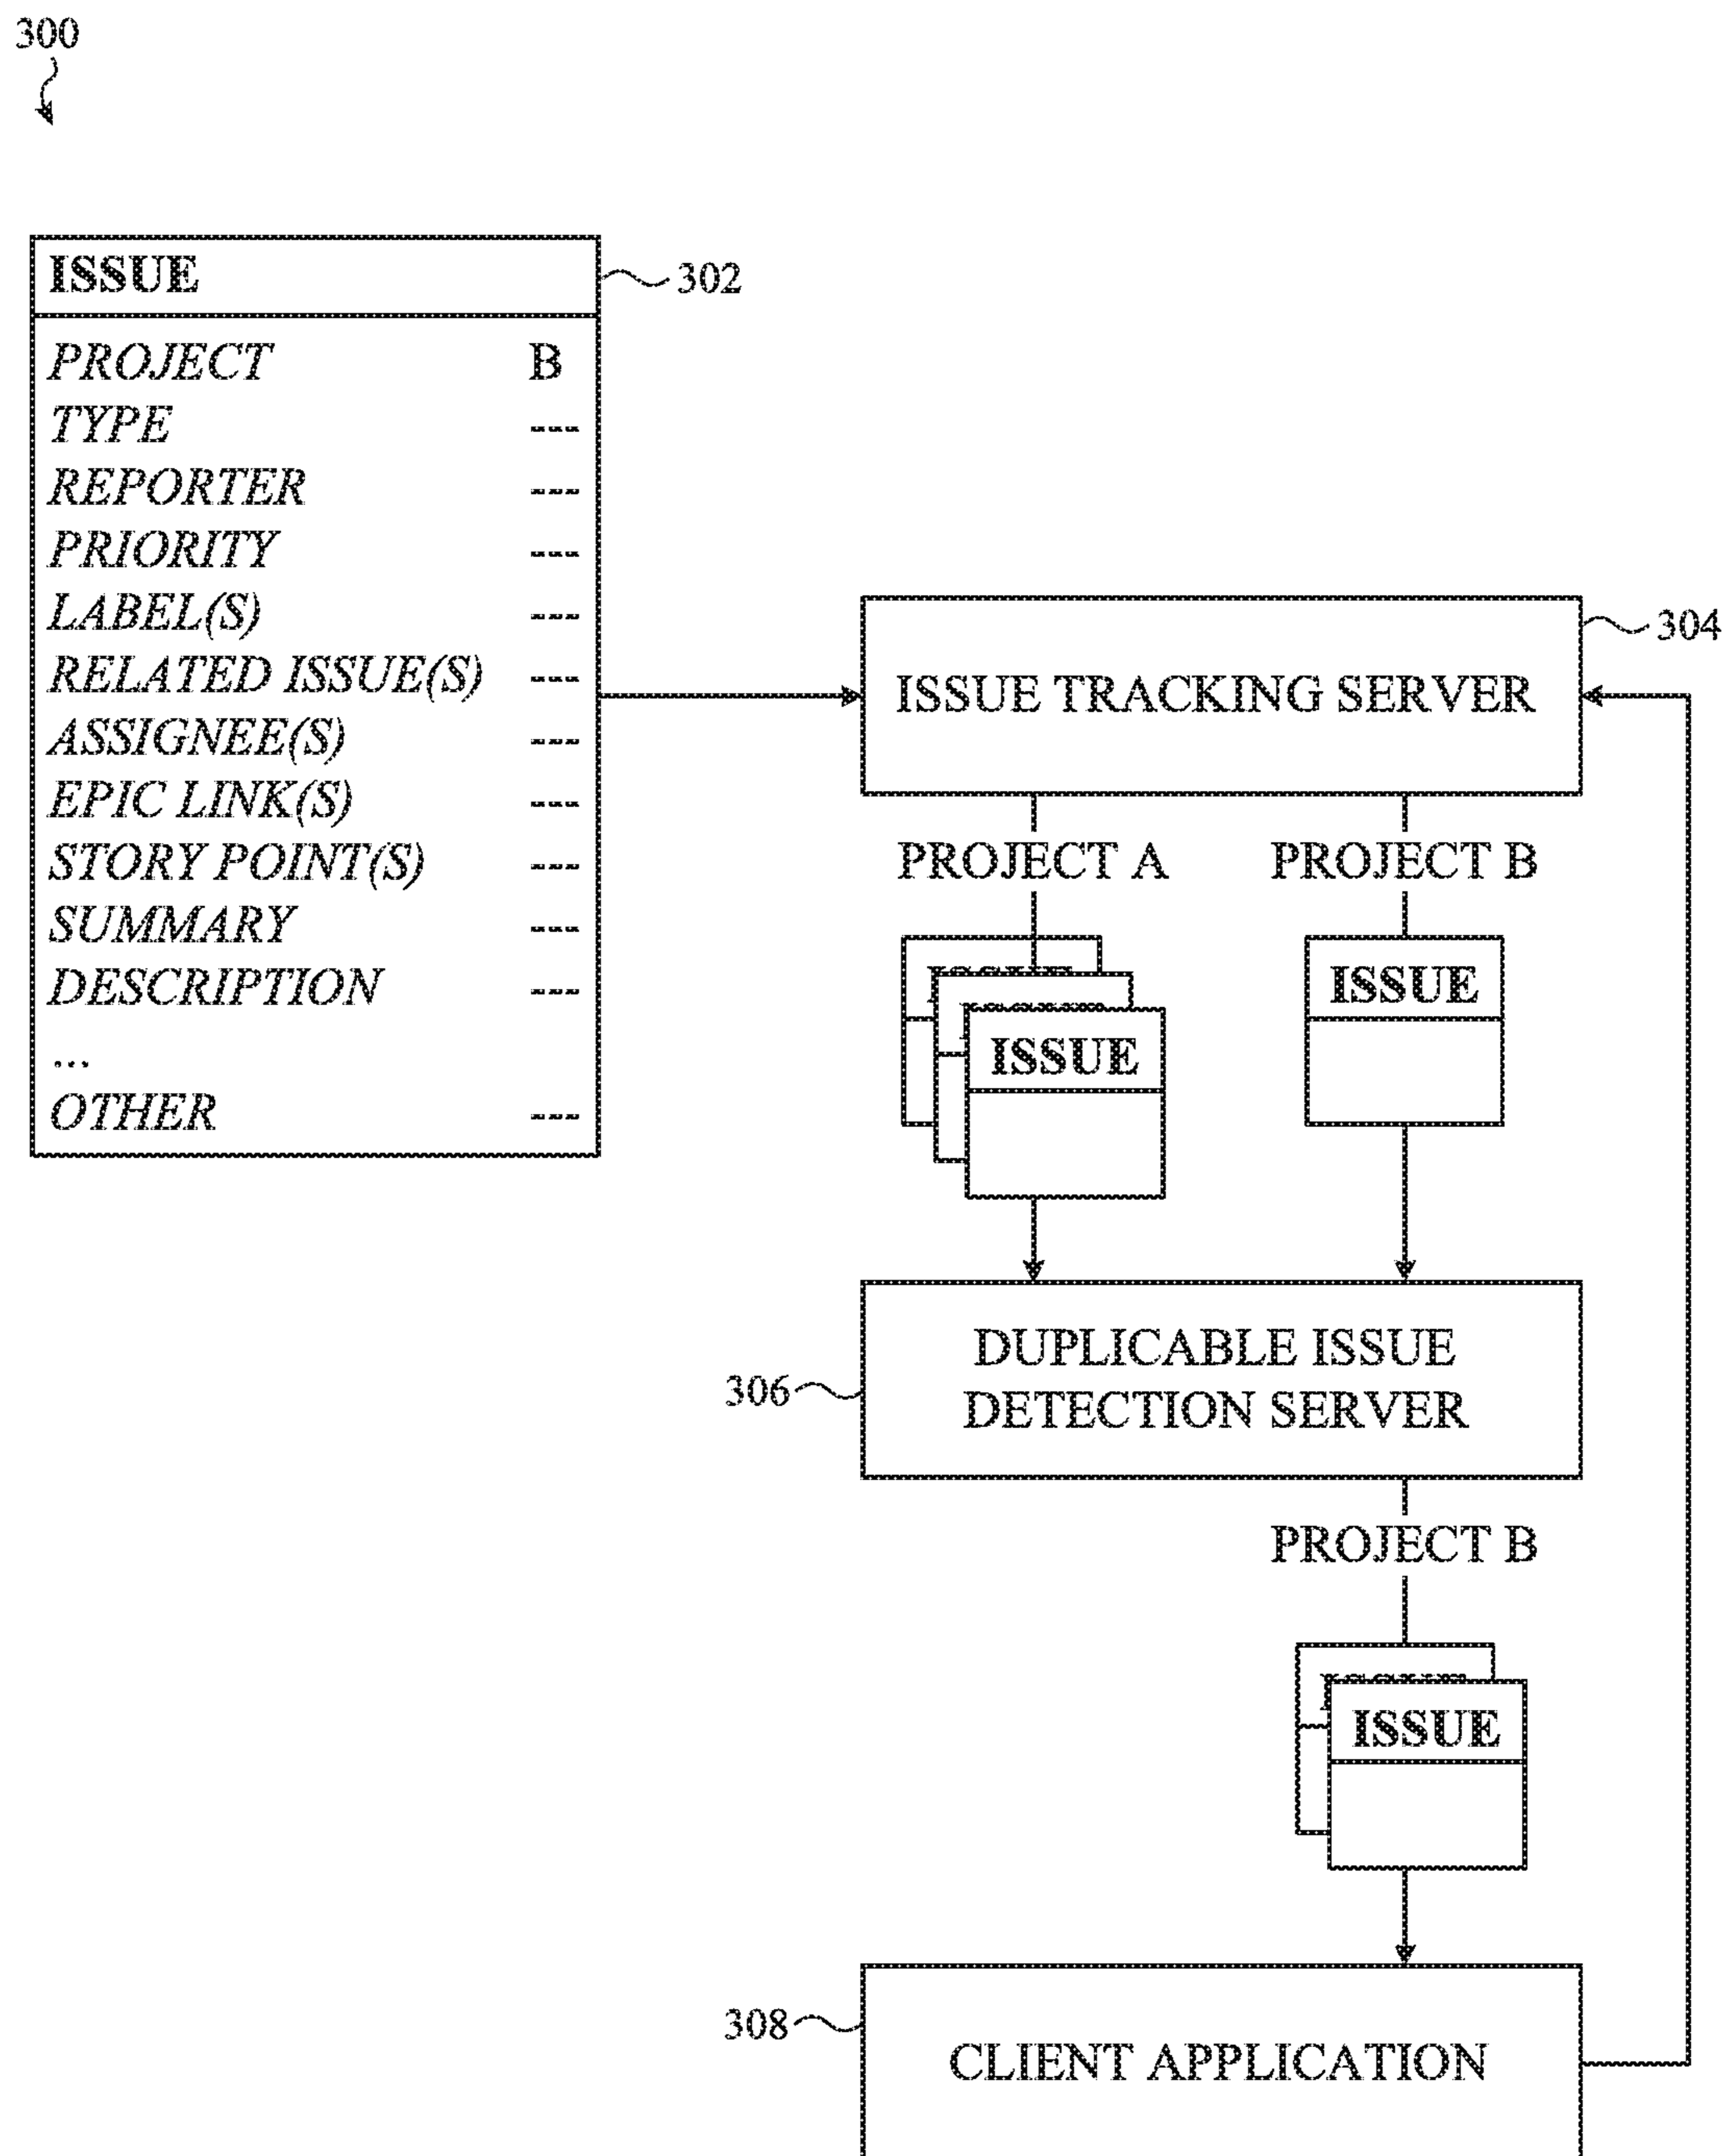 300
ISSUE
302
PROJECT B
TYPE ---
REPORTER ---
PRIORITY ---
LABEL(S) ---
RELATED ISSUE(S) ---
ASSIGNEE(S) ---
EPIC LINK(S) ---
STORY POINT(S) ---
SUMMARY ---
DESCRIPTION ---
...
OTHER ---
304
ISSUE TRACKING SERVER
PROJECT A PROJECT B
ISSUE
ISSUE
DUPLICABLE ISSUE
DETECTION SERVER
306
PROJECT B
ISSUE
308
CLIENT APPLICATION